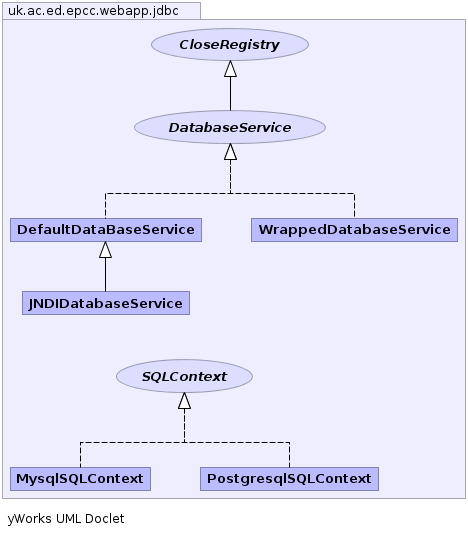 uk.ac.ed.epcc.webapp.jdbc
CloseRegistry
DatabaseService
DefaultDataBaseService
WrappedDatabaseService
JNDIDatabaseService
SQLContext
MysqlSQLContext
PostgresqlSQLContext
yWorks UML Doclet